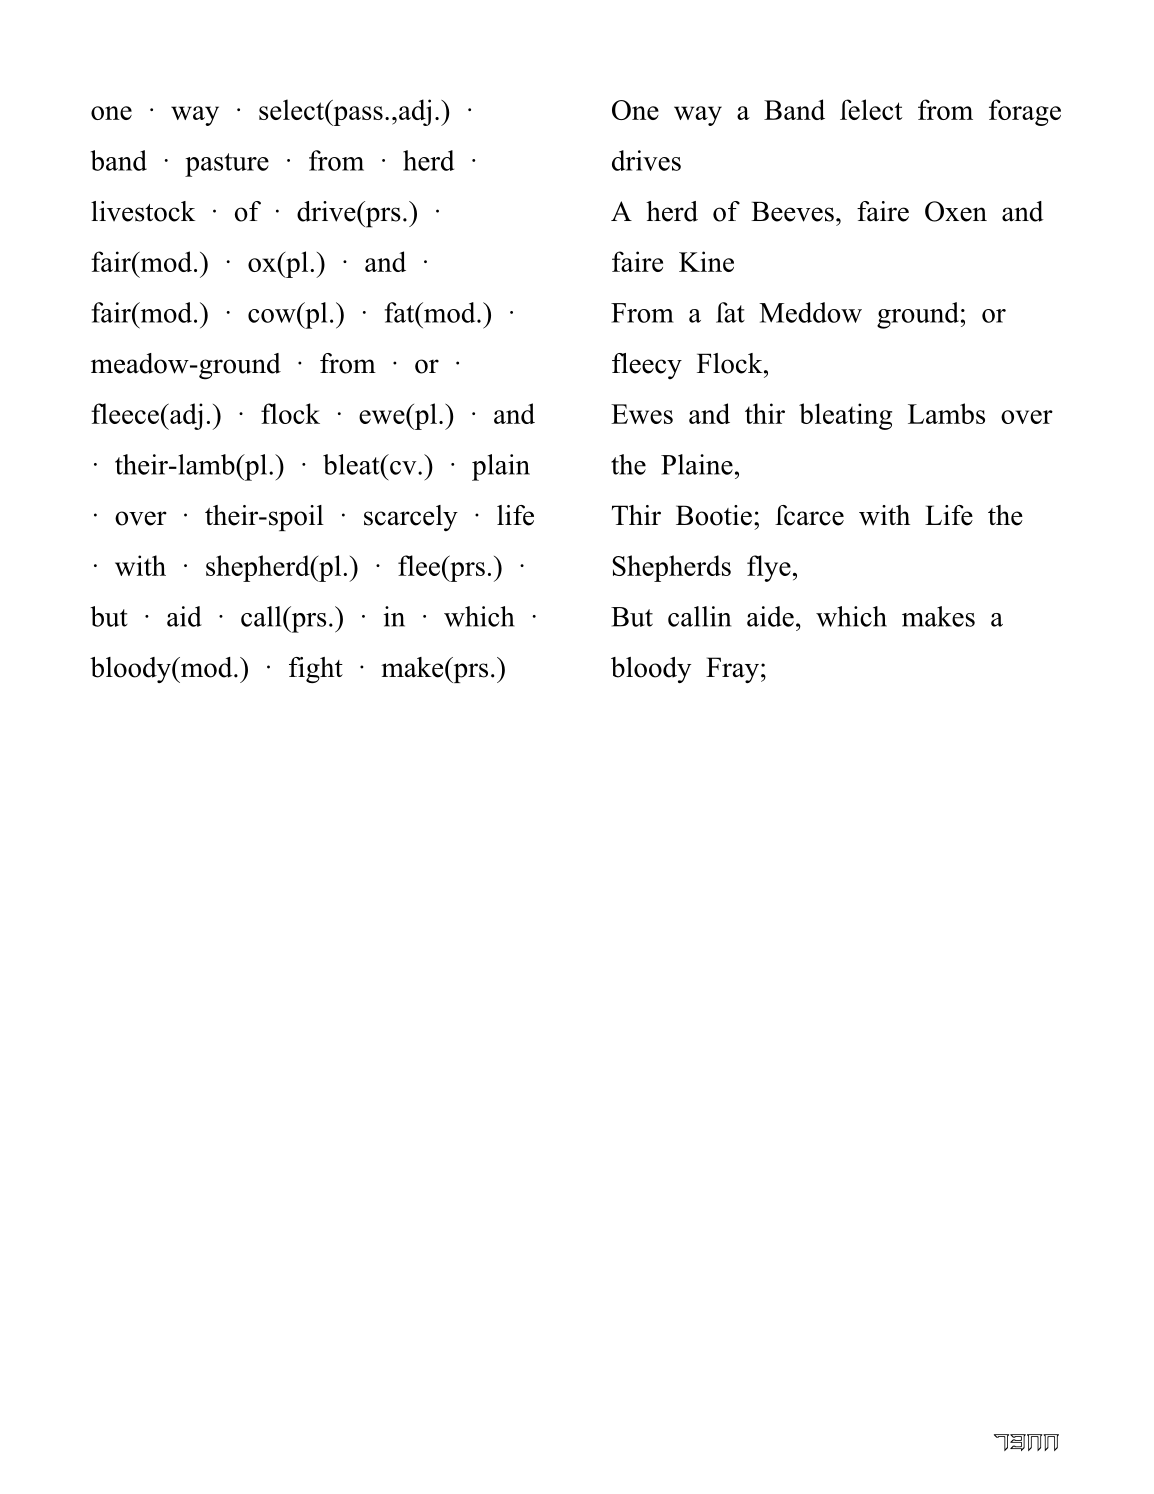 one · way · select(pass.,adj.) ·
band · pasture · from · herd ·
livestock · of · drive(prs.) ·
fair(mod.) · ox(pl.) · and ·
fair(mod.) · cow(pl.) · fat(mod.) ·
meadow-ground · from · or ·
fleece(adj.) · flock · ewe(pl.) · and
· their-lamb(pl.) · bleat(cv.) · plain
· over · their-spoil · scarcely · life
· with · shepherd(pl.) · flee(prs.) ·
but · aid · call(prs.) · in · which ·
bloody(mod.) · fight · make(prs.)
One way a Band ſelect from forage
drives
A herd of Beeves, faire Oxen and
faire Kine
From a ſat Meddow ground; or
fleecy Flock,
Ewes and thir bleating Lambs over
the Plaine,
Thir Bootie; ſcarce with Life the
Shepherds flye,
But callin aide, which makes a
bloody Fray;